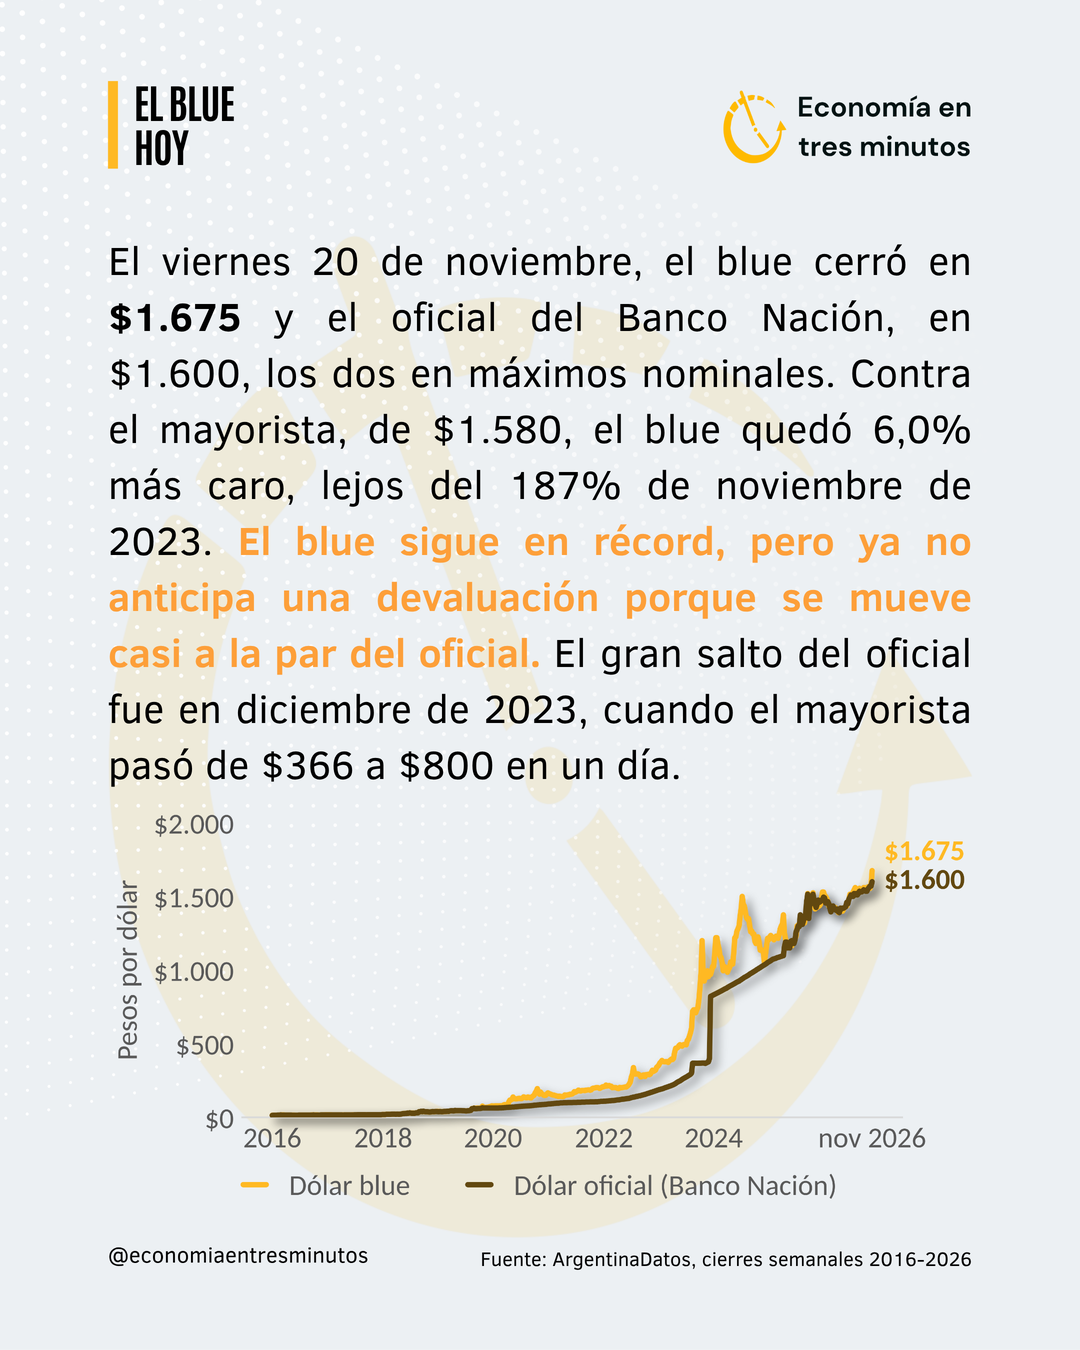 EL BLUE
HOY
Economía en
tres minutos
El viernes 20 de noviembre, el blue cerró en
$1.675 y el oficial del Banco Nación, en
$1.600, los dos en máximos nominales. Contra
el mayorista, de $1.580, el blue quedó 6,0%
más caro, lejos del 187% de noviembre de
2023. El blue sigue en récord, pero ya no
anticipa una devaluación porque se mueve
casi a la par del oficial. El gran salto del oficial
fue en diciembre de 2023, cuando el mayorista
pasó de $366 a $800 en un día.
Pesos por dólar
$2.000
$1.500
$1.000
$500
$0
$1.675
$1.600
2016 2018 2020 2022 2024 nov 2026
Dólar blue Dólar oficial (Banco Nación)
@economiaentresminutos
Fuente: ArgentinaDatos, cierres semanales 2016-2026